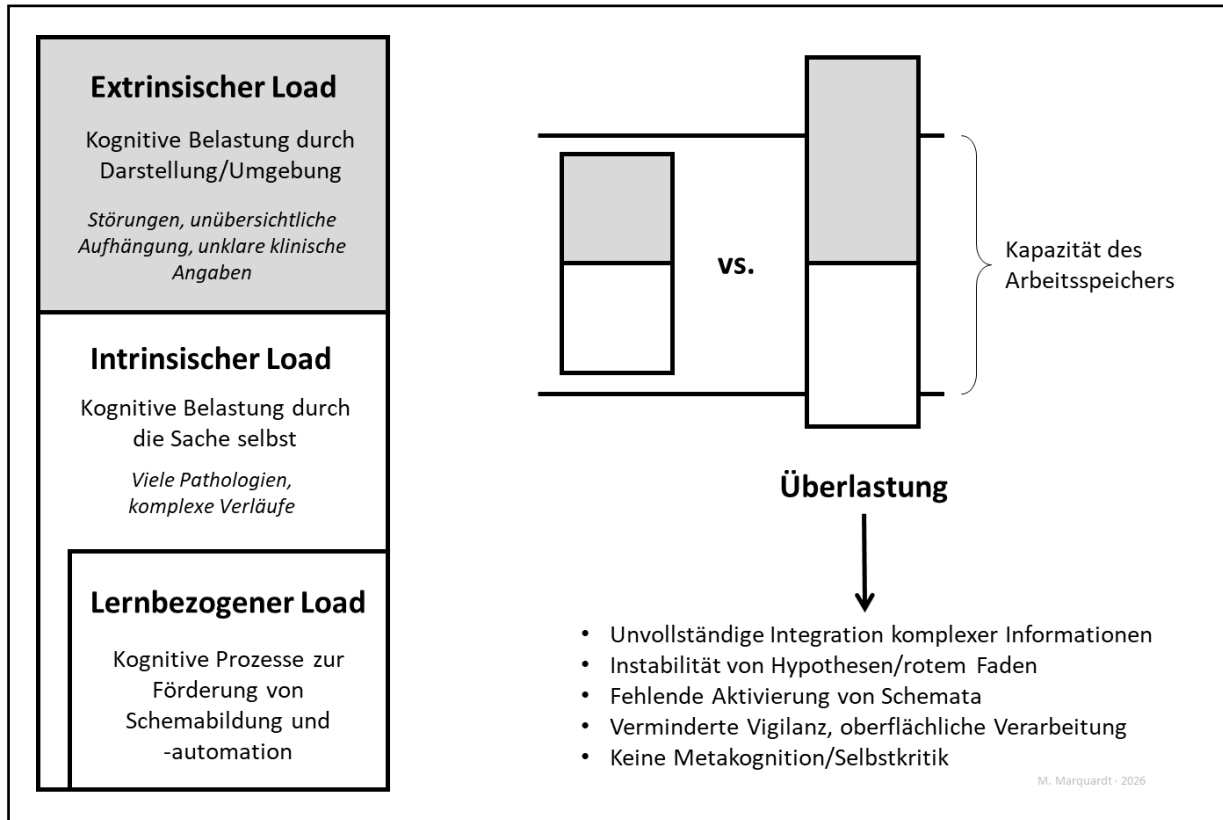 Extrinsischer Load
Kognitive Belastung durch
Darstellung/Umgebung
Störungen, unübersichtliche
Aufhängung, unklare klinische
Angaben
Intrinsischer Load
Kognitive Belastung durch
die Sache selbst
Viele Pathologien,
komplexe Verläufe
Lernbezogener Load
Kognitive Prozesse zur
Förderung von
Schemabildung und
-automation
vs.
Kapazität des
Arbeitsspeichers
Überlastung
• Unvollständige Integration komplexer Informationen
• Instabilität von Hypothesen/rotem Faden
• Fehlende Aktivierung von Schemata
• Verminderte Vigilanz, oberflächliche Verarbeitung
• Keine Metakognition/Selbstkritik
M. Marquardt · 2026